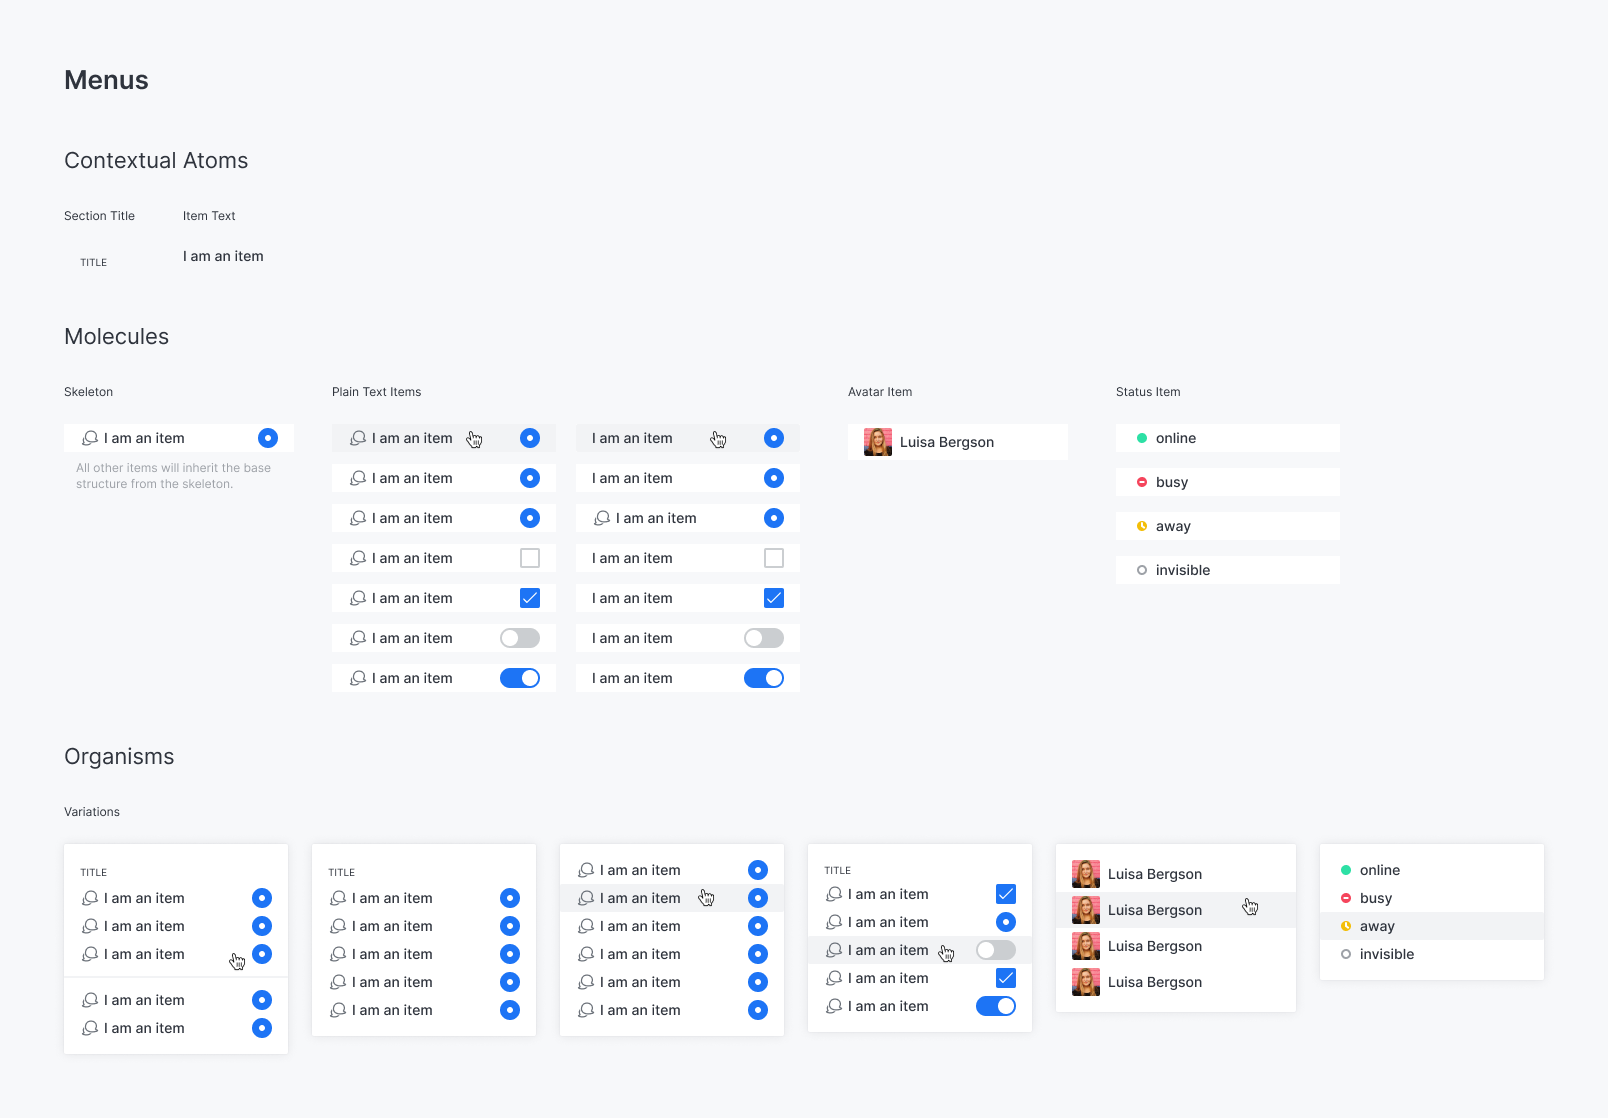 Menus
Contextual Atoms
Section Title
Item Text
TITLE
I am an item
Molecules
Skeleton
I am an item
All other items will inherit the base
structure from the skeleton.
Plain Text Items
I am an item
I am an item
I am an item
I am an item
I am an item
I am an item
I am an item
I am an item
I am an item
I am an item
I am an item
I am an item
I am an item
I am an item
Avatar Item
Luisa Bergson
Status Item
online
busy
away
invisible
Organisms
Variations
TITLE
I am an item
I am an item
I am an item
I am an item
I am an item
TITLE
I am an item
I am an item
I am an item
I am an item
I am an item
I am an item
I am an item
I am an item
I am an item
I am an item
I am an item
TITLE
I am an item
I am an item
I am an item
I am an item
I am an item
Luisa Bergson
Luisa Bergson
Luisa Bergson
Luisa Bergson
online
busy
away
invisible